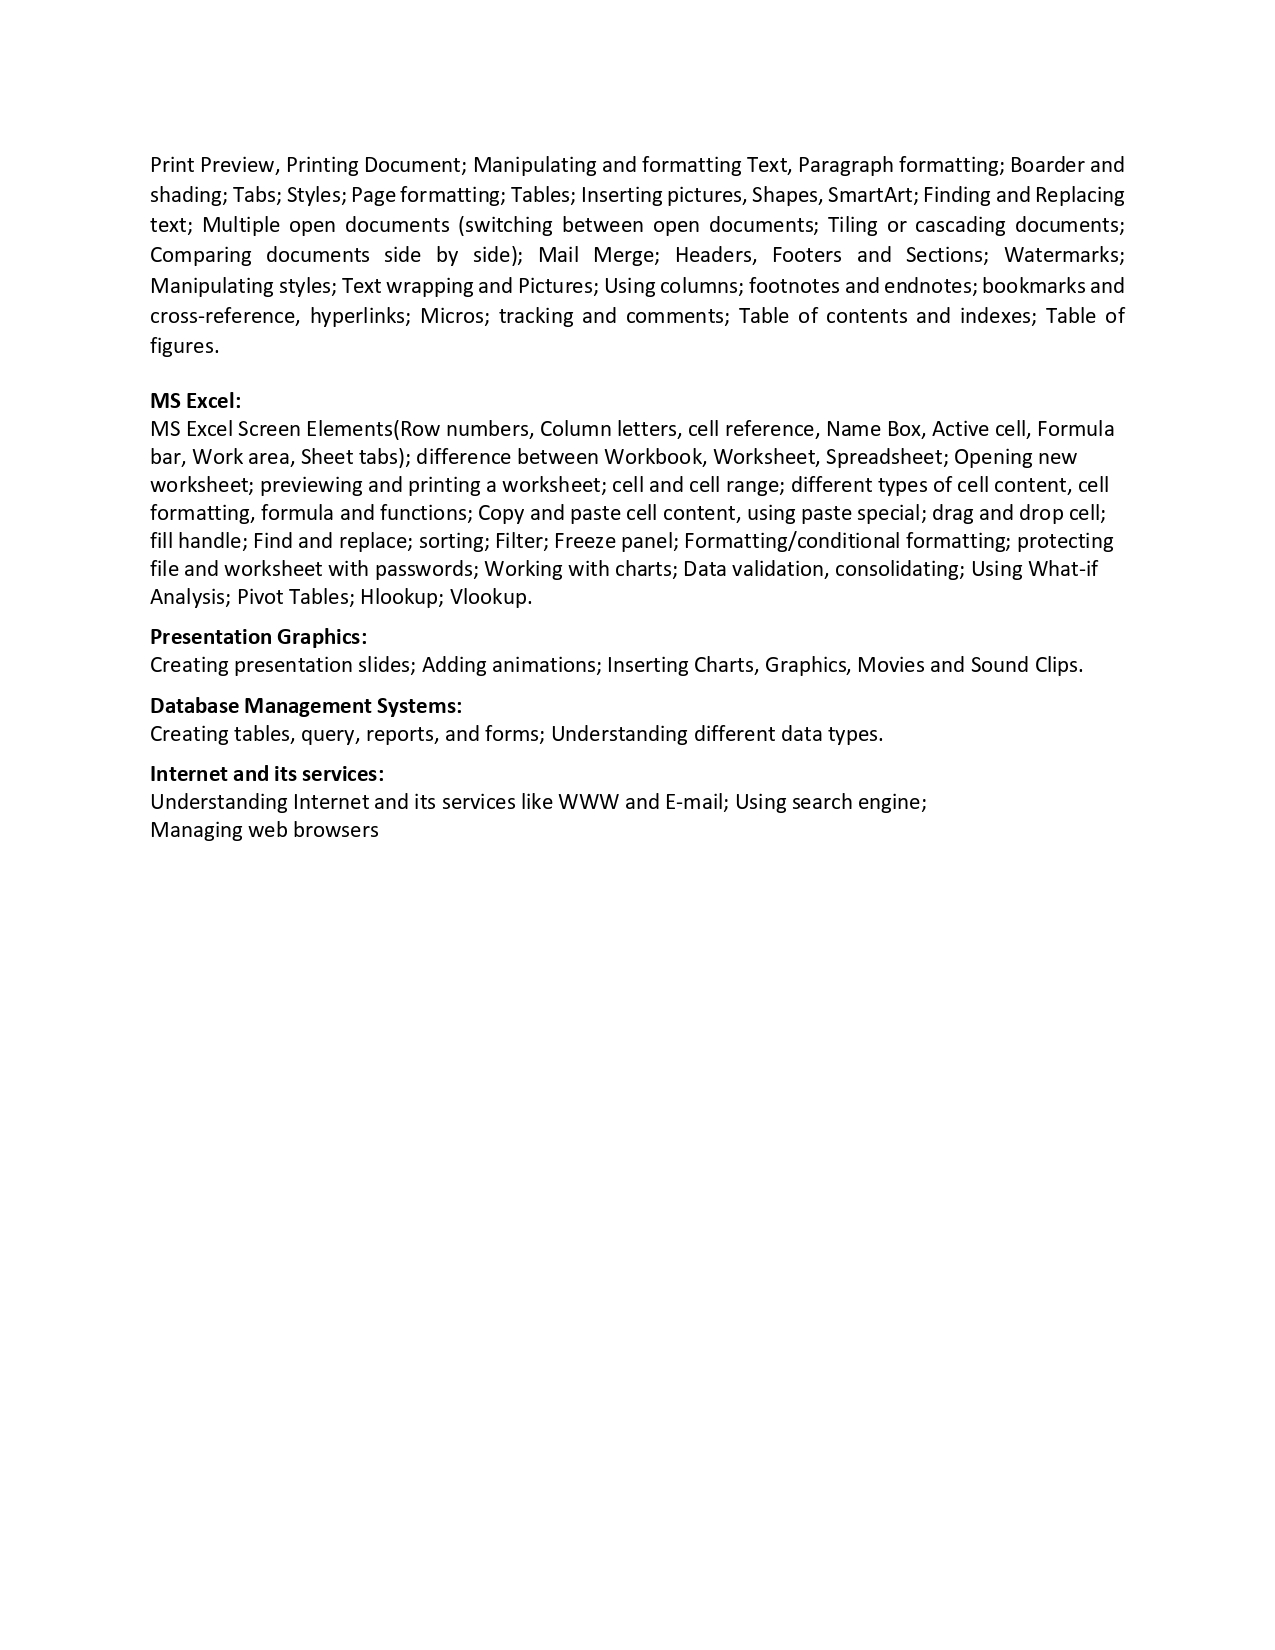 Print Preview, Printing Document; Manipulating and formatting Text, Paragraph formatting; Boarder and
shading; Tabs; Styles; Page formatting; Tables; Inserting pictures, Shapes, SmartArt; Finding and Replacing
text; Multiple open documents (switching between open documents; Tiling or cascading documents;
Comparing documents side by side); Mail Merge; Headers, Footers and Sections; Watermarks;
Manipulating styles; Text wrapping and Pictures; Using columns; footnotes and endnotes; bookmarks and
cross-reference, hyperlinks; Micros; tracking and comments; Table of contents and indexes; Table of
figures.
MS Excel:
MS Excel Screen Elements(Row numbers, Column letters, cell reference, Name Box, Active cell, Formula
bar, Work area, Sheet tabs); difference between Workbook, Worksheet, Spreadsheet; Opening new
worksheet; previewing and printing a worksheet; cell and cell range; different types of cell content, cell
formatting, formula and functions; Copy and paste cell content, using paste special; drag and drop cell;
fill handle; Find and replace; sorting; Filter; Freeze panel; Formatting/conditional formatting; protecting
file and worksheet with passwords; Working with charts; Data validation, consolidating; Using What-if
Analysis; Pivot Tables; Hlookup; Vlookup.
Presentation Graphics:
Creating presentation slides; Adding animations; Inserting Charts, Graphics, Movies and Sound Clips.
Database Management Systems:
Creating tables, query, reports, and forms; Understanding different data types.
Internet and its services:
Understanding Internet and its services like WWW and E-mail; Using search engine;
Managing web browsers